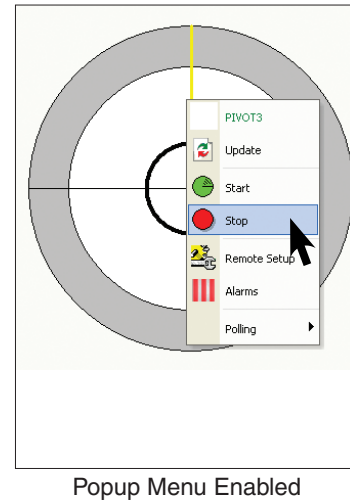 PIVOT3
Update
Start
Stop
Remote Setup
Alarms
Polling
Popup Menu Enabled